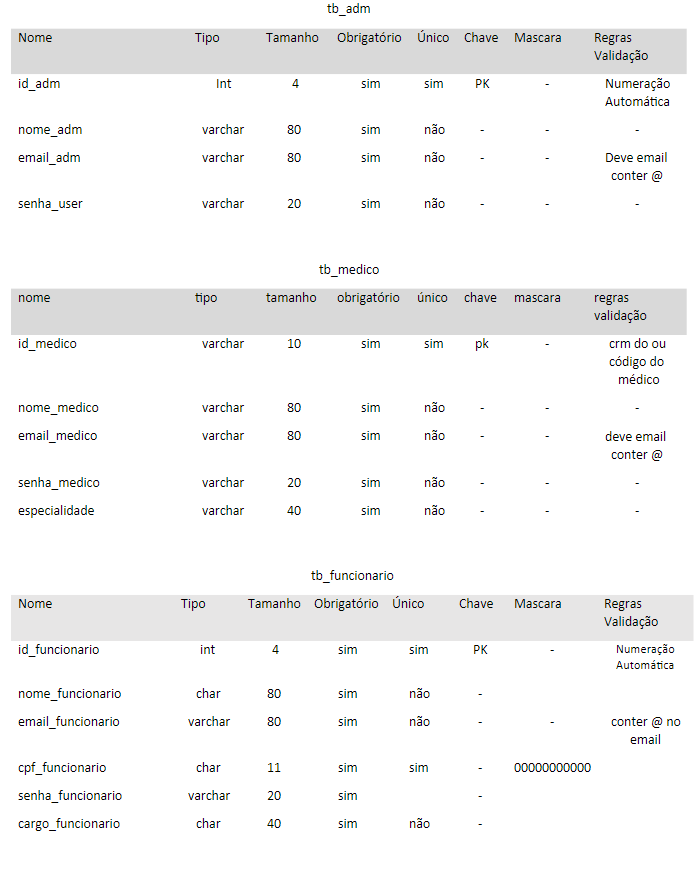 tb_adm
Nome Tipo Tamanho Obrigatório Único Chave Mascara Regras
Validação
id_adm Int 4 sim sim PK - Numeração
Automática
nome_adm varchar 80 sim não - - -
email_adm varchar 80 sim não - - Deve email
conter @
senha_user varchar 20 sim não - - -
tb_medico
nome tipo tamanho obrigatório único chave mascara regras
validação
id_medico varchar 10 sim sim pk - crm do ou
código do
médico
nome_medico varchar 80 sim não - - -
email_medico varchar 80 sim não - - deve email
conter @
senha_medico varchar 20 sim não - - -
especialidade varchar 40 sim não - - -
tb_funcionario
Nome Tipo Tamanho Obrigatório Único Chave Mascara Regras
Validação
id_funcionario int 4 sim sim PK - Numeração
Automática
nome_funcionario char 80 sim não -
email_funcionario varchar 80 sim não - - conter @ no
email
cpf_funcionario char 11 sim sim - 00000000000
senha_funcionario varchar 20 sim -
cargo_funcionario char 40 sim não -